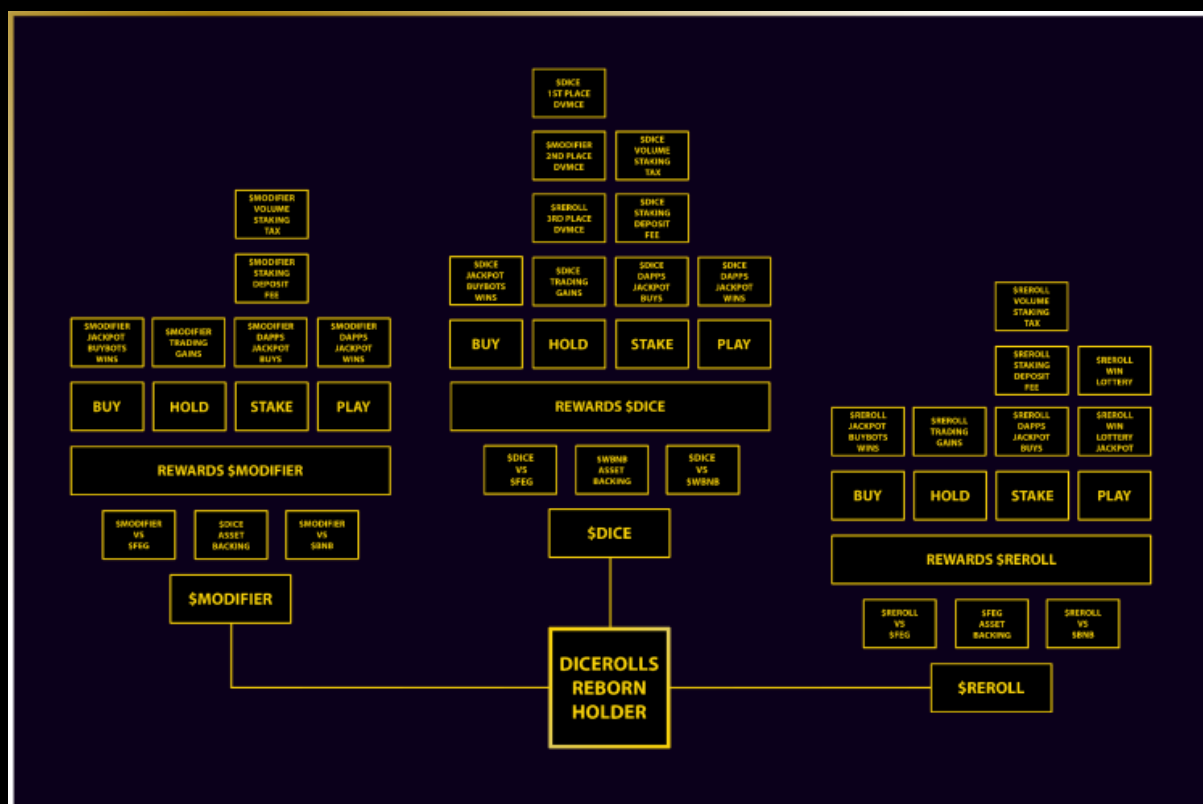 $DICE
1ST PLACE
DVMCE
$MODIFIER
2ND PLACE
DVMCE
$DICE
VOLUME
STAKING
TAX
$REROLL
3RD PLACE
DVMCE
$DICE
STAKING
DEPOSIT
FEE
$DICE
JACKPOT
BUYBOTS
WINS
$DICE
TRADING
GAINS
$DICE
DAPPS
JACKPOT
BUYS
$DICE
DAPPS
JACKPOT
WINS
BUY
HOLD
STAKE
PLAY
REWARDS $DICE
$DICE
VS
$FEG
$WBNB
ASSET
BACKING
$DICE
VS
$WBNB
$DICE
$MODIFIER
VOLUME
STAKING
TAX
$MODIFIER
STAKING
DEPOSIT
FEE
$MODIFIER
JACKPOT
BUYBOTS
WINS
$MODIFIER
TRADING
GAINS
$MODIFIER
DAPPS
JACKPOT
BUYS
$MODIFIER
DAPPS
JACKPOT
WINS
BUY
HOLD
STAKE
PLAY
REWARDS $MODIFIER
$MODIFIER
VS
$FEG
$DICE
ASSET
BACKING
$MODIFIER
VS
$BNB
$MODIFIER
$REROLL
VOLUME
STAKING
TAX
$REROLL
STAKING
DEPOSIT
FEE
$REROLL
WIN
LOTTERY
$REROLL
JACKPOT
BUYBOTS
WINS
$REROLL
TRADING
GAINS
$REROLL
DAPPS
JACKPOT
BUYS
$REROLL
WIN
LOTTERY
JACKPOT
BUY
HOLD
STAKE
PLAY
REWARDS $REROLL
$REROLL
VS
$FEG
$FEG
ASSET
BACKING
$REROLL
VS
$BNB
$REROLL
DICEROLLS
REBORN
HOLDER